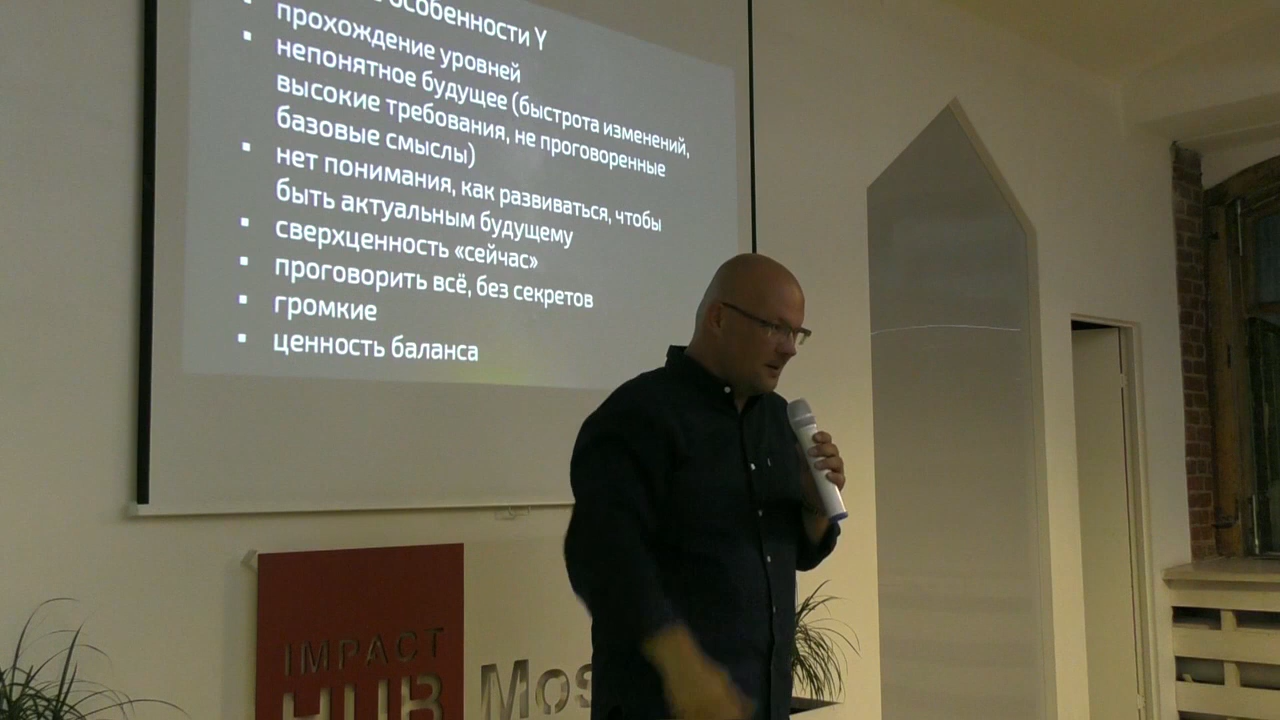 особенности Y
прохождение уровней
непонятное будущее (быстрота изменений,
высокие требования, не проговоренные
базовые смыслы)
нет понимания, как развиваться, чтобы
быть актуальным будущему
сверхценность «сейчас»
проговорить всё, без секретов
громкие
ценность баланса
IMPACT
HUB
Mos